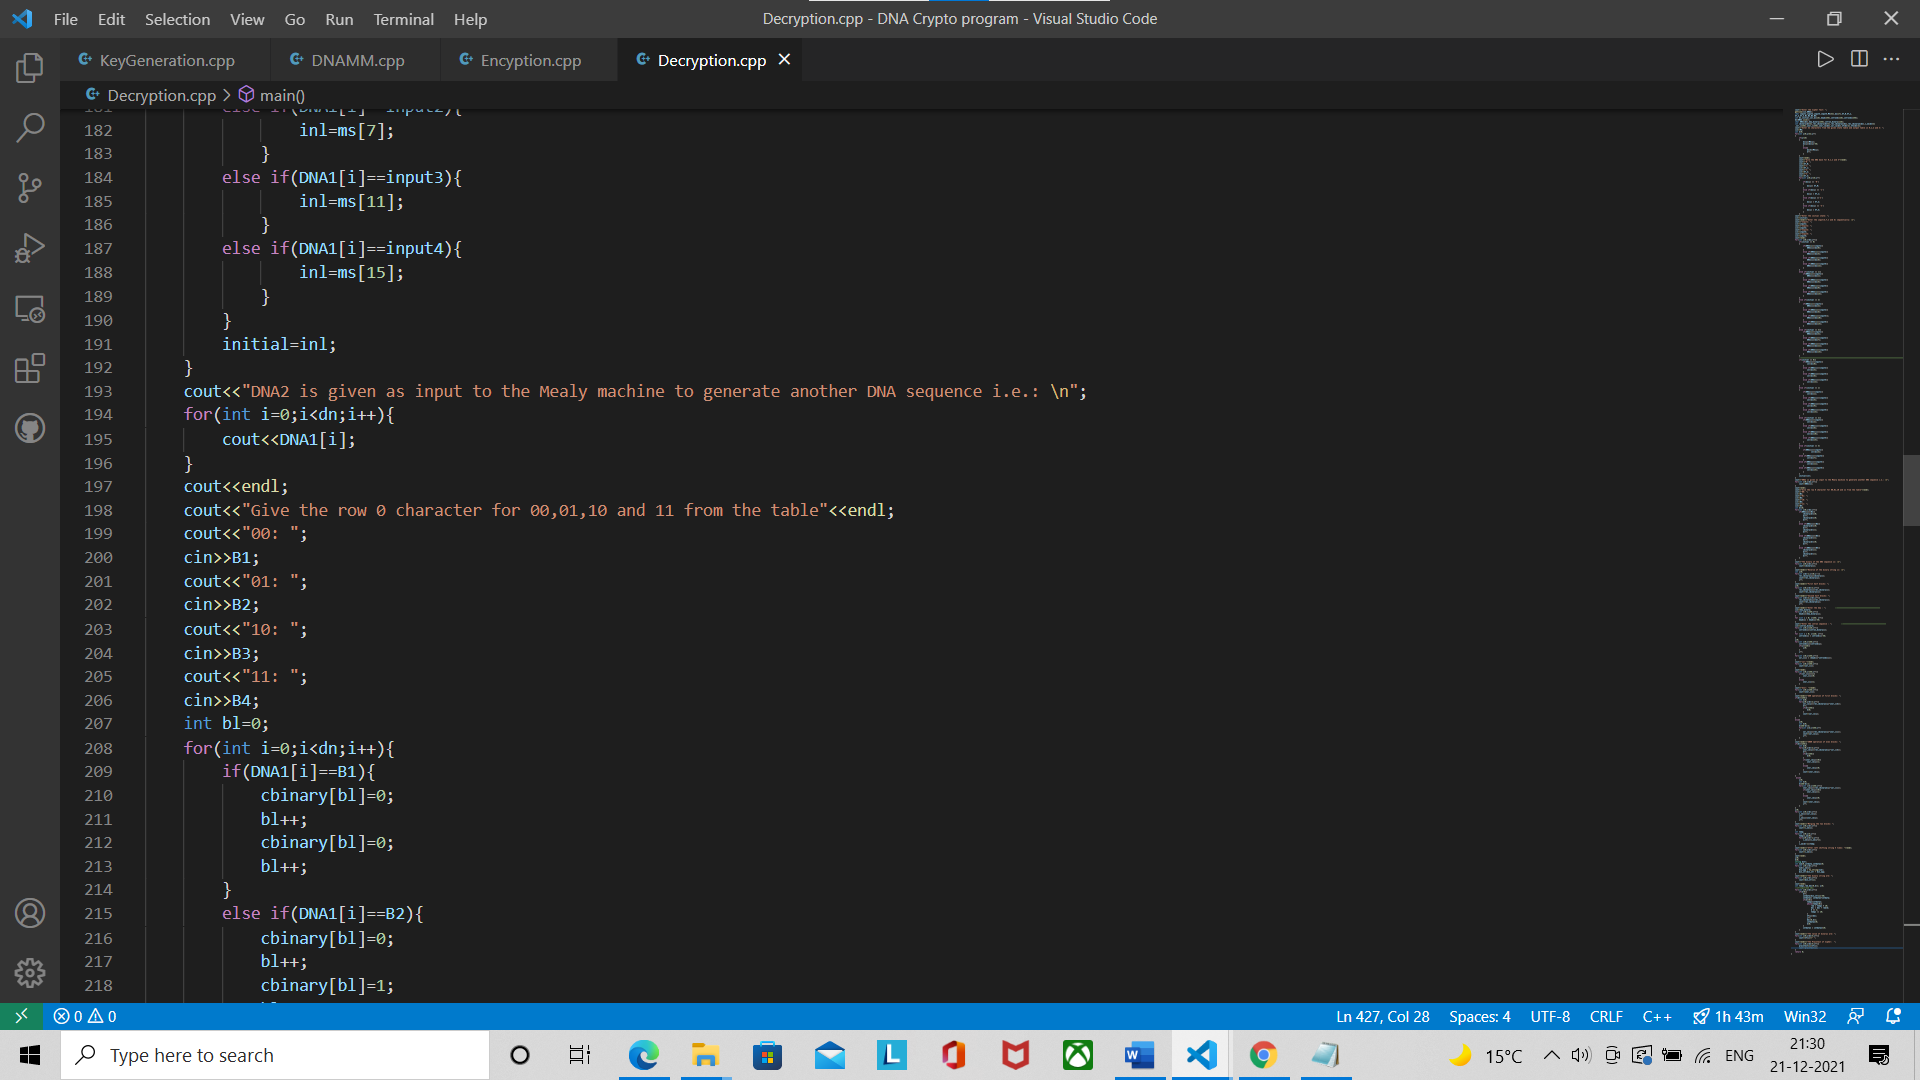 File Edit Selection View Go Run Terminal Help Decryption.cpp - DNA Crypto program - Visual Studio Code
KeyGeneration.cpp DNAMM.cpp Encyption.cpp Decryption.cpp
Decryption.cpp > main()
181 else if(DNA1[i]==input2){
182 inl=ms[7];
183 }
184 else if(DNA1[i]==input3){
185 inl=ms[11];
186 }
187 else if(DNA1[i]==input4){
188 inl=ms[15];
189 }
190 }
191 initial=inl;
192 }
193 cout<<"DNA2 is given as input to the Mealy machine to generate another DNA sequence i.e.: \n";
194 for(int i=0;i<dn;i++){
195 cout<<DNA1[i];
196 }
197 cout<<endl;
198 cout<<"Give the row 0 character for 00,01,10 and 11 from the table"<<endl;
199 cout<<"00: ";
200 cin>>B1;
201 cout<<"01: ";
202 cin>>B2;
203 cout<<"10: ";
204 cin>>B3;
205 cout<<"11: ";
206 cin>>B4;
207 int bl=0;
208 for(int i=0;i<dn;i++){
209 if(DNA1[i]==B1){
210 cbinary[bl]=0;
211 bl++;
212 cbinary[bl]=0;
213 bl++;
214 }
215 else if(DNA1[i]==B2){
216 cbinary[bl]=0;
217 bl++;
218 cbinary[bl]=1;
0 0 Ln 427, Col 28 Spaces: 4 UTF-8 CRLF C++ 1h 43m Win32
Type here to search 15°C ENG 21:30
21-12-2021